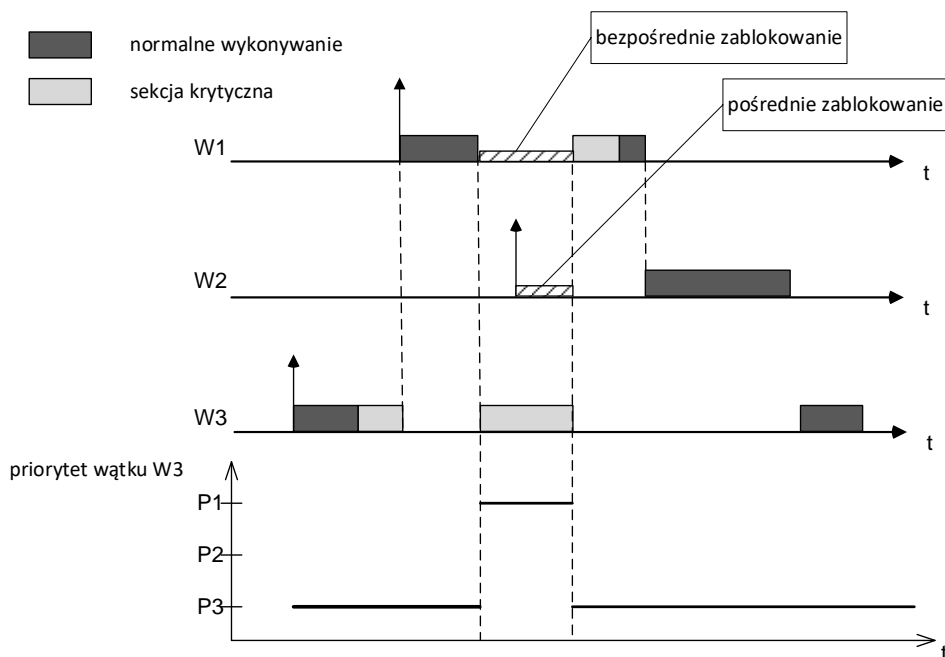 normalne wykonywanie
sekcja krytyczna
bezpośrednie zablokowanie
pośrednie zablokowanie
W1
t
W2
t
W3
t
priorytet wątku W3
P1
P2
P3
t